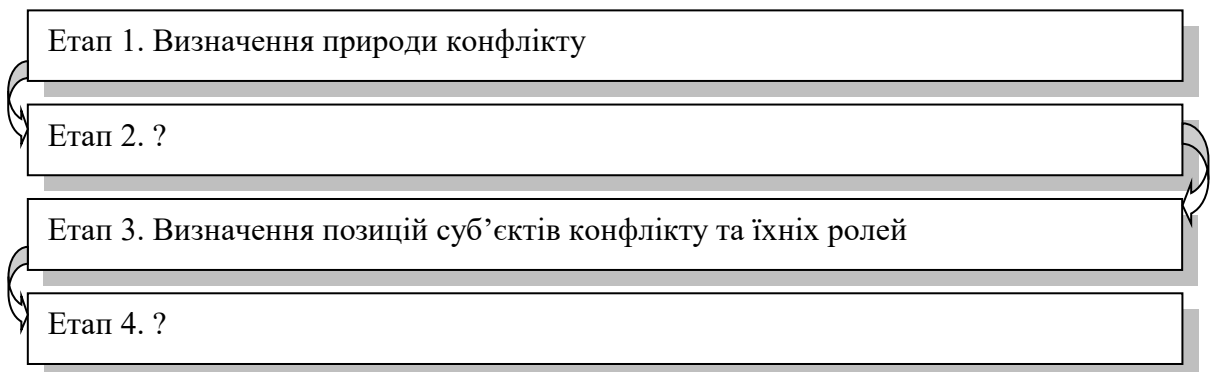 Етап 1. Визначення природи конфлікту
Етап 2. ?
Етап 3. Визначення позицій суб’єктів конфлікту та їхніх ролей
Етап 4. ?